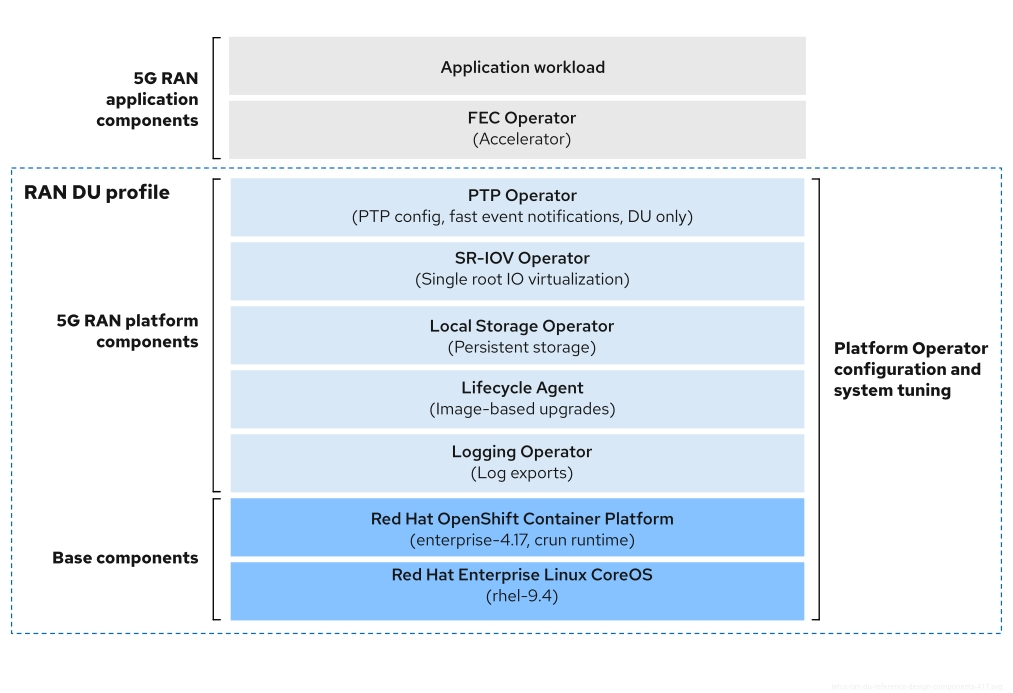 5G RAN
application
components
Application workload
FEC Operator
(Accelerator)
RAN DU profile
5G RAN platform
components
PTP Operator
(PTP config, fast event notifications, DU only)
SR-IOV Operator
(Single root IO virtualization)
Local Storage Operator
(Persistent storage)
Lifecycle Agent
(Image-based upgrades)
Logging Operator
(Log exports)
Base components
Red Hat OpenShift Container Platform
(enterprise-4.17, crun runtime)
Red Hat Enterprise Linux CoreOS
(rhel-9.4)
Platform Operator
configuration and
system tuning